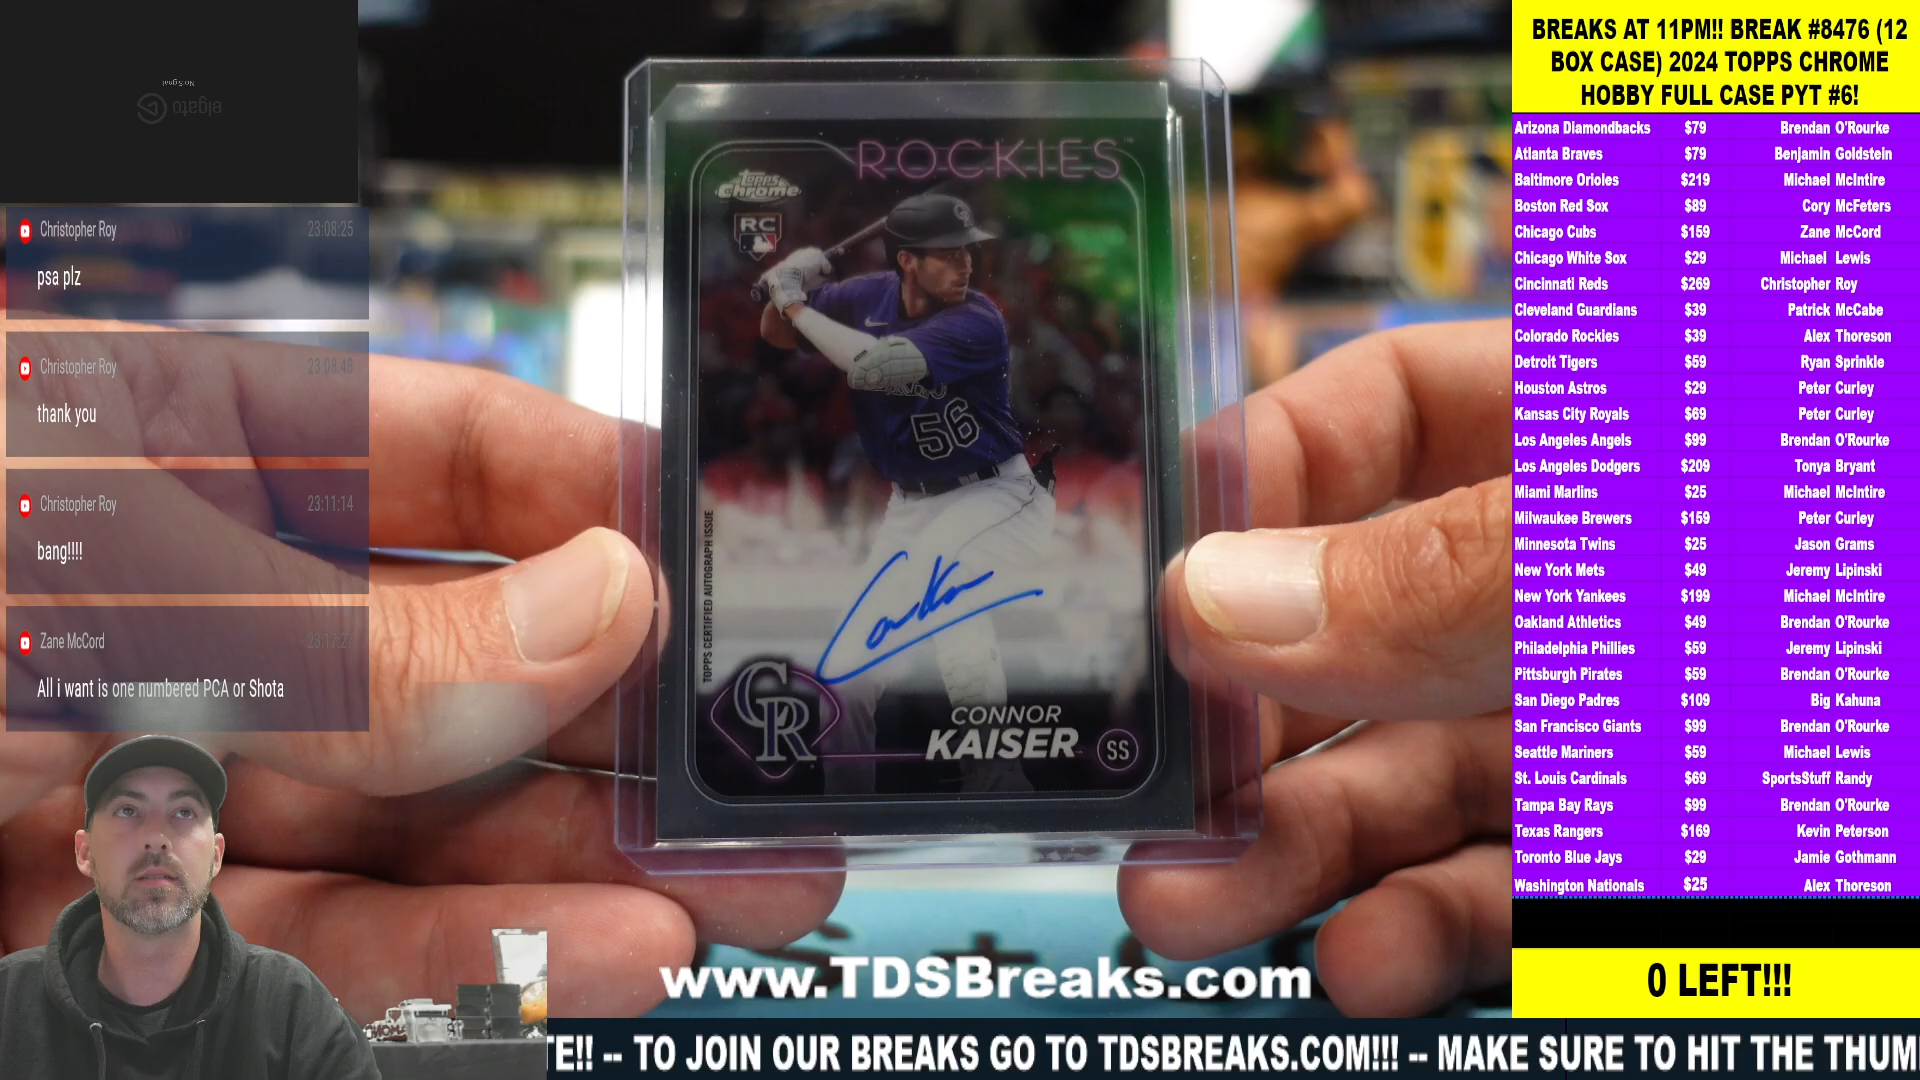 No Signal
elgato
Christopher Roy 23:08:25
psa plz
Christopher Roy 23:08:48
thank you
Christopher Roy 23:11:14
bang!!!!
Zane McCord 23:17:27
All i want is one numbered PCA or Shota
ROCKIES
Topps
Chrome
RC
56
TOPPS CERTIFIED AUTOGRAPH ISSUE
CR
CONNOR
KAISER
SS
www.TDSBreaks.com
TE!! -- TO JOIN OUR BREAKS GO TO TDSBREAKS.COM!!! -- MAKE SURE TO HIT THE THUM
BREAKS AT 11PM!! BREAK #8476 (12
BOX CASE) 2024 TOPPS CHROME
HOBBY FULL CASE PYT #6!
Arizona Diamondbacks $79 Brendan O'Rourke
Atlanta Braves $79 Benjamin Goldstein
Baltimore Orioles $219 Michael McIntire
Boston Red Sox $89 Cory McFeters
Chicago Cubs $159 Zane McCord
Chicago White Sox $29 Michael Lewis
Cincinnati Reds $269 Christopher Roy
Cleveland Guardians $39 Patrick McCabe
Colorado Rockies $39 Alex Thoreson
Detroit Tigers $59 Ryan Sprinkle
Houston Astros $29 Peter Curley
Kansas City Royals $69 Peter Curley
Los Angeles Angels $99 Brendan O'Rourke
Los Angeles Dodgers $209 Tonya Bryant
Miami Marlins $25 Michael McIntire
Milwaukee Brewers $159 Peter Curley
Minnesota Twins $25 Jason Grams
New York Mets $49 Jeremy Lipinski
New York Yankees $199 Michael McIntire
Oakland Athletics $49 Brendan O'Rourke
Philadelphia Phillies $59 Jeremy Lipinski
Pittsburgh Pirates $59 Brendan O'Rourke
San Diego Padres $109 Big Kahuna
San Francisco Giants $99 Brendan O'Rourke
Seattle Mariners $59 Michael Lewis
St. Louis Cardinals $69 SportsStuff Randy
Tampa Bay Rays $99 Brendan O'Rourke
Texas Rangers $169 Kevin Peterson
Toronto Blue Jays $29 Jamie Gothmann
Washington Nationals $25 Alex Thoreson
0 LEFT!!!